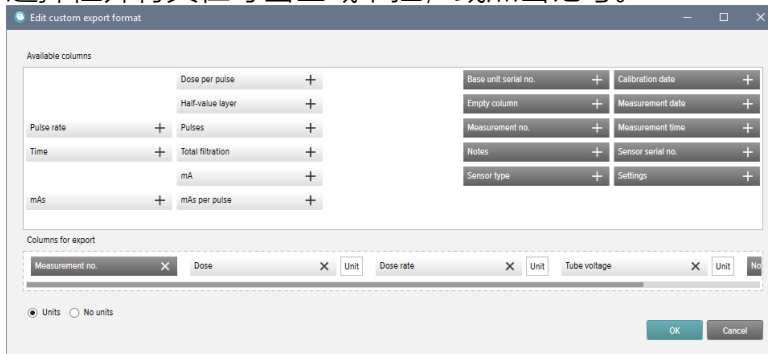 Edit custom export format
Available columns
Dose per pulse + Base unit serial no. + Calibration date +
Half-value layer + Empty column + Measurement date +
Pulse rate + Pulses + Measurement no. + Measurement time +
Time + Total filtration + Notes + Sensor serial no. +
mA + Sensor type + Settings +
mAs + mAs per pulse +
Columns for export
Measurement no. Dose Unit Dose rate Unit Tube voltage Unit No
Units No units
OK Cancel